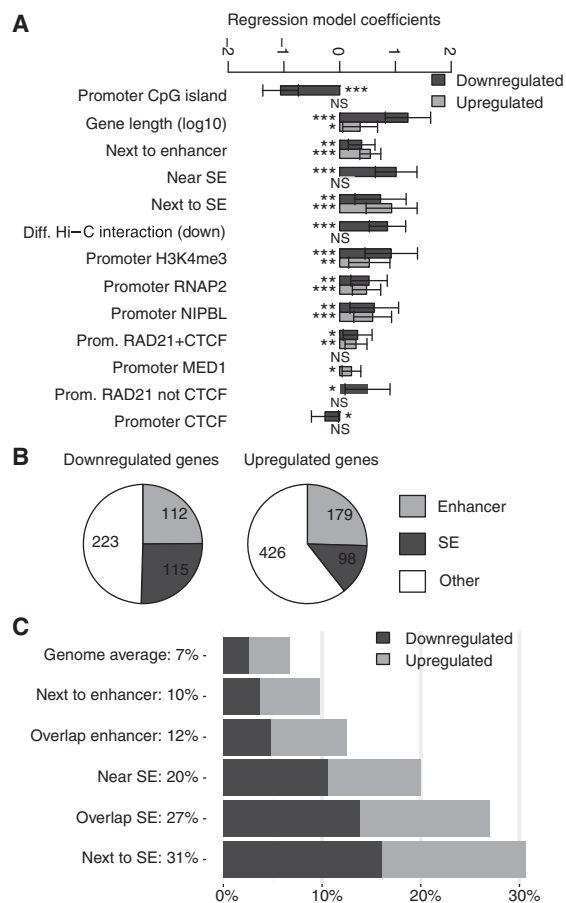 A
Regression model coefficients
-2 -1 0 1 2
Downregulated
Upregulated
Promoter CpG island *** NS
Gene length (log10) *** *
Next to enhancer ** ***
Near SE *** NS
Next to SE ** ***
Diff. Hi−C interaction (down) *** NS
Promoter H3K4me3 *** **
Promoter RNAP2 ** ***
Promoter NIPBL ** ***
Prom. RAD21+CTCF * **
Promoter MED1 NS *
Prom. RAD21 not CTCF * NS
Promoter CTCF * NS
B
Downregulated genes Upregulated genes
223 112 115
426 179 98
Enhancer
SE
Other
C
Downregulated
Upregulated
Genome average: 7% -
Next to enhancer: 10% -
Overlap enhancer: 12% -
Near SE: 20% -
Overlap SE: 27% -
Next to SE: 31% -
0% 10% 20% 30%